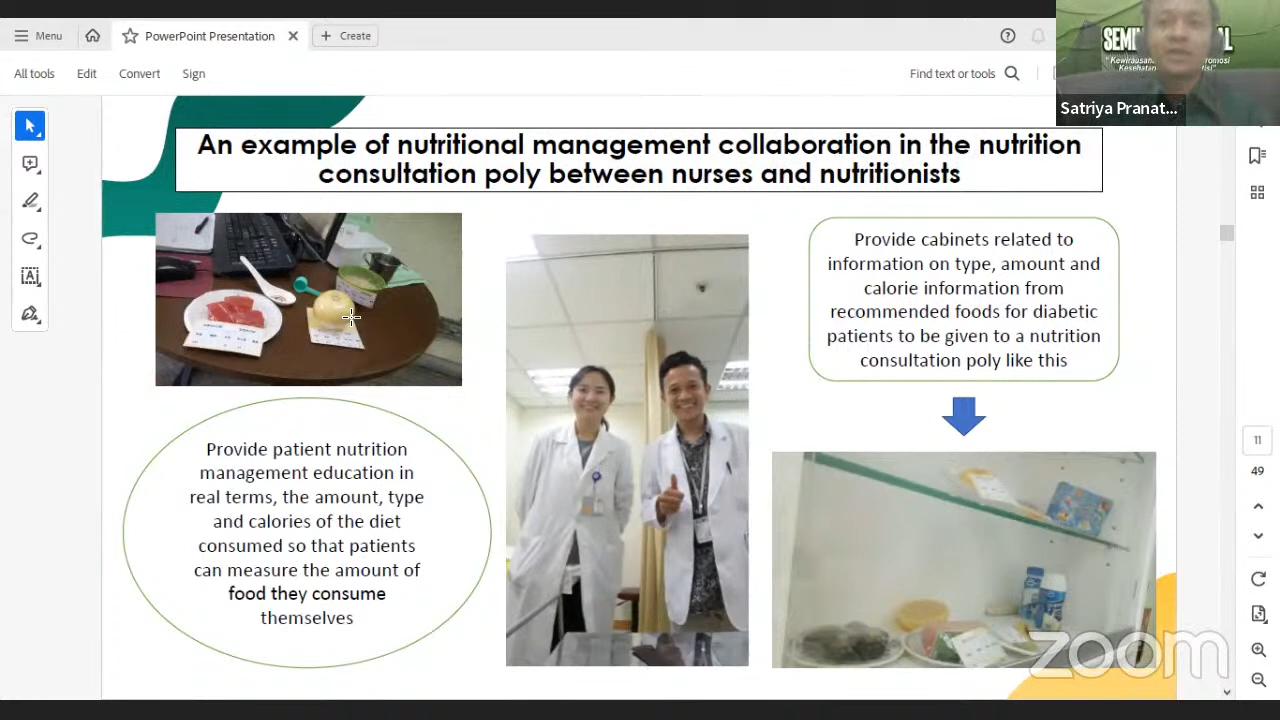 Menu
PowerPoint Presentation
Create
All tools
Edit
Convert
Sign
Find text or tools
Satriya Pranat...
An example of nutritional management collaboration in the nutrition
consultation poly between nurses and nutritionists
Provide patient nutrition
management education in
real terms, the amount, type
and calories of the diet
consumed so that patients
can measure the amount of
food they consume
themselves
Provide cabinets related to
information on type, amount and
calorie information from
recommended foods for diabetic
patients to be given to a nutrition
consultation poly like this
11
49
zoom